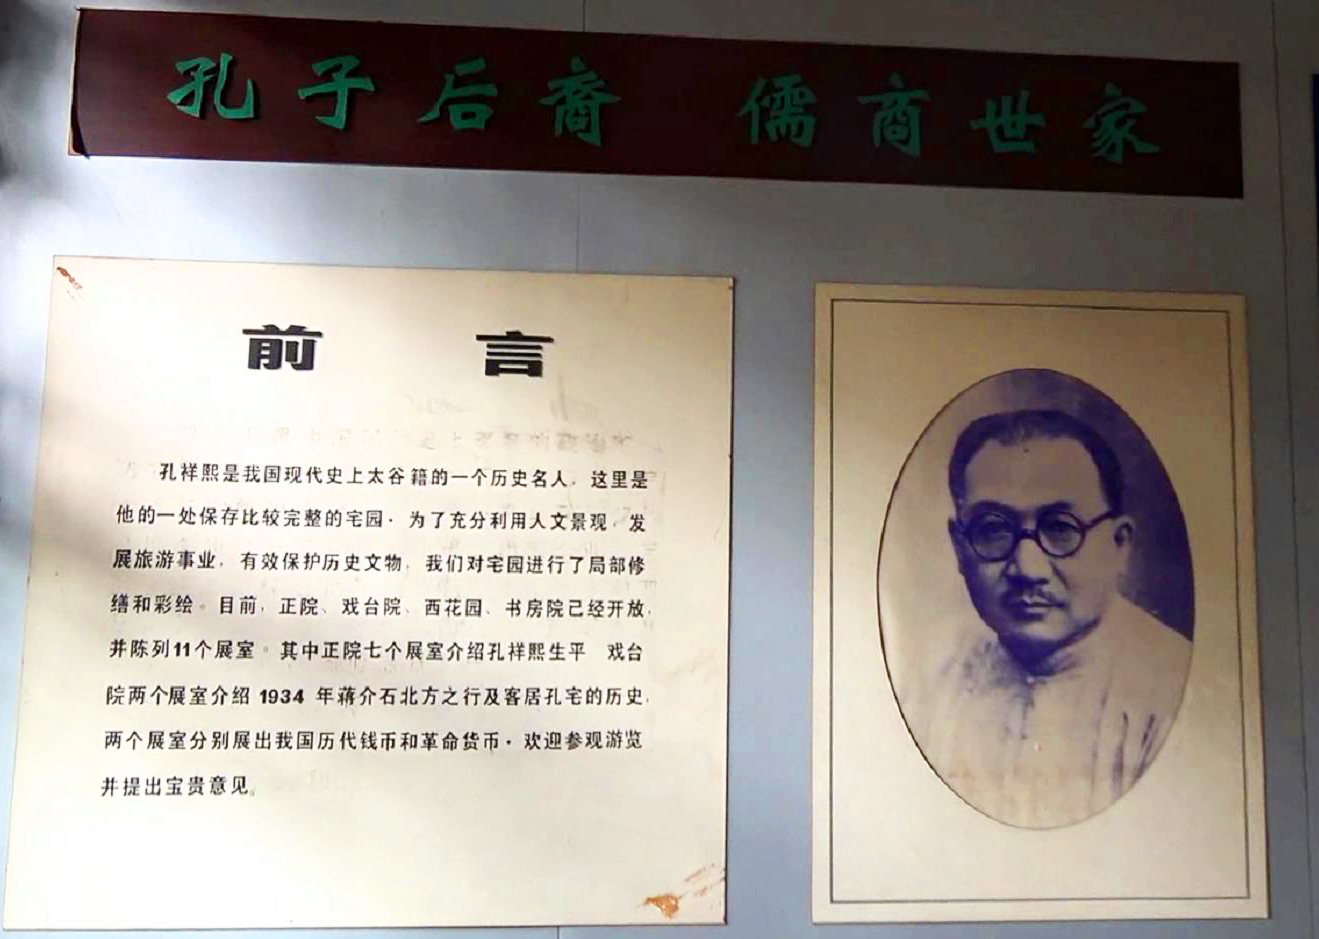 孔子后裔 儒商世家
前言
孔祥熙是我国现代史上太谷籍的一个历史名人，这里是
他的一处保存比较完整的宅园。为了充分利用人文景观，发
展旅游事业，有效保护历史文物，我们对宅园进行了局部修
缮和彩绘。目前，正院、戏台院、西花园、书房院已经开放，
并陈列11个展室。其中正院七个展室介绍孔祥熙生平 戏台
院两个展室介绍1934年蒋介石北方之行及客居孔宅的历史，
两个展室分别展出我国历代钱币和革命货币。欢迎参观游览
并提出宝贵意见。